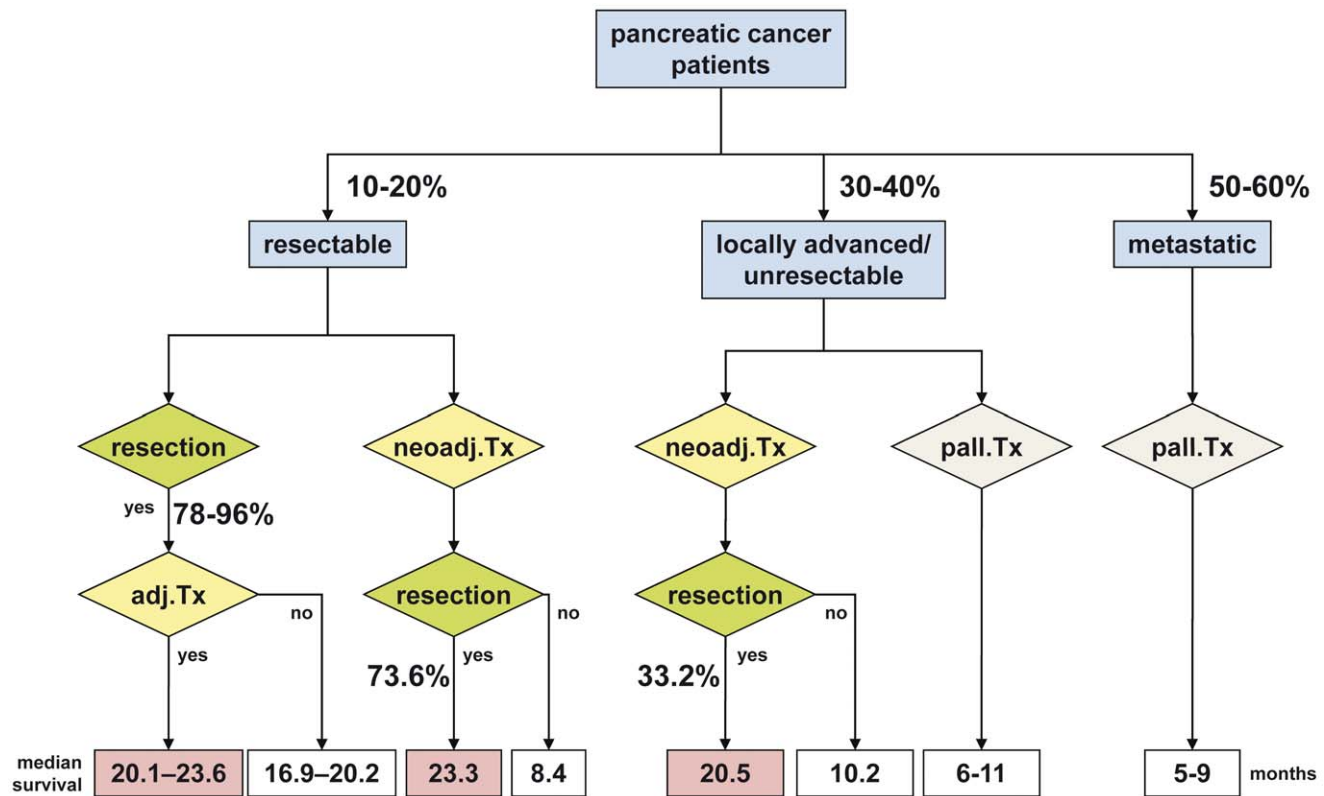 pancreatic cancer
patients
10-20%
30-40%
50-60%
resectable
locally advanced/
unresectable
metastatic
resection
neoadj.Tx
neoadj.Tx
pall.Tx
pall.Tx
yes
78-96%
adj.Tx
no
resection
no
resection
no
yes
73.6%
yes
33.2%
yes
median
survival
20.1–23.6
16.9–20.2
23.3
8.4
20.5
10.2
6-11
5-9
months